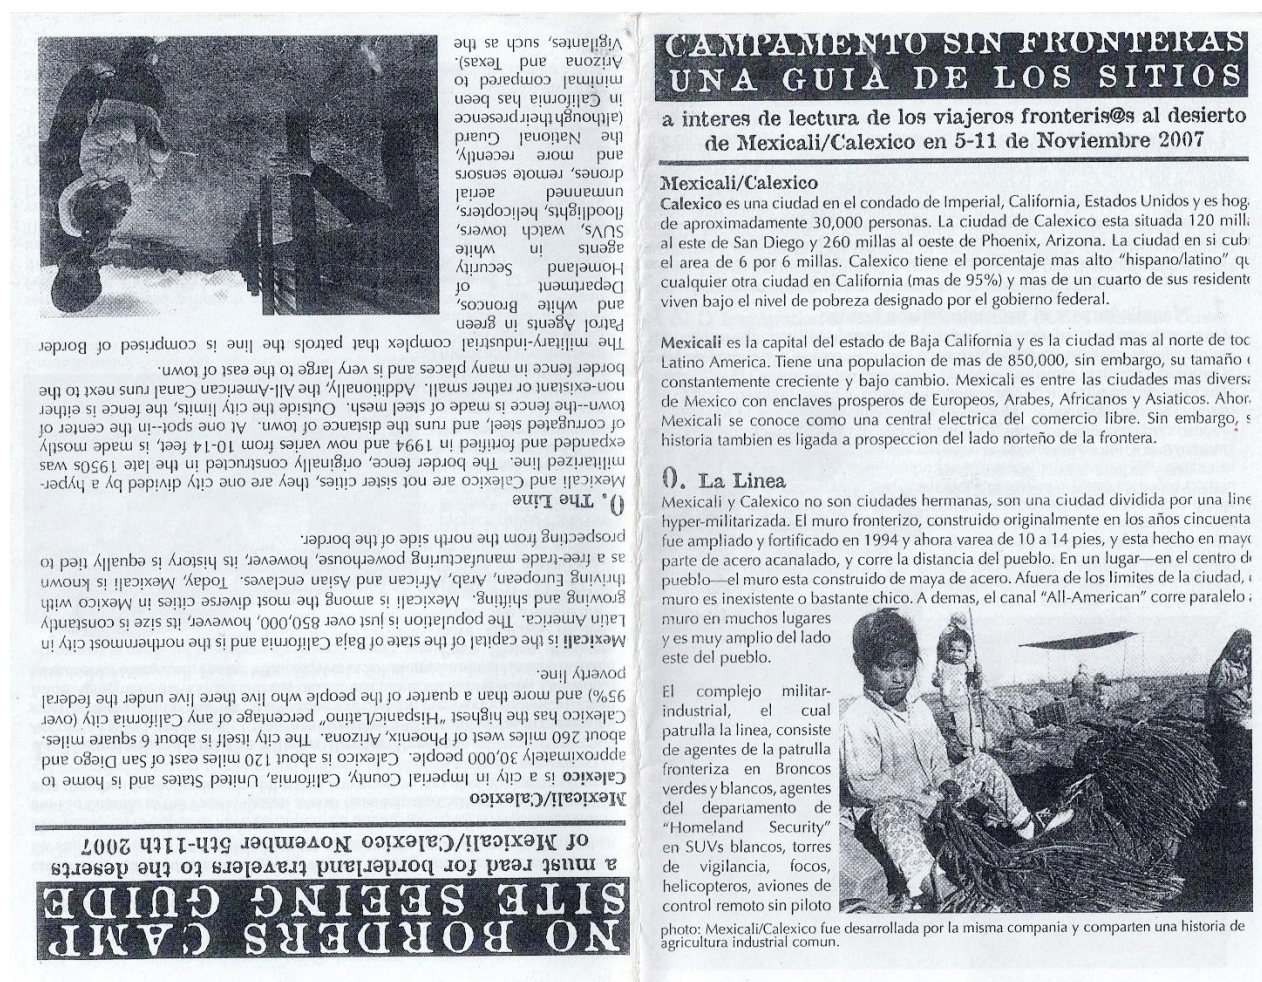 NO BORDERS CAMP
SITE SEEING GUIDE
a must read for borderland travelers to the deserts
of Mexicali/Calexico November 5th-11th 2007
Mexicali/Calexico
Calexico is a city in Imperial County, California, United States and is home to
approximately 30,000 people. Calexico is about 120 miles east of San Diego and
about 260 miles west of Phoenix, Arizona. The city itself is about 6 square miles.
Calexico has the highest "Hispanic/Latino" percentage of any California city (over
95%) and more than a quarter of the people who live there live under the federal
poverty line.
Mexicali is the capital of the state of Baja California and is the northernmost city in
Latin America. The population is just over 850,000, however, its size is constantly
growing and shifting. Mexicali is among the most diverse cities in Mexico with
thriving European, Arab, African and Asian enclaves. Today, Mexicali is known
as a free-trade manufacturing powerhouse, however, its history is equally tied to
prospecting from the north side of the border.
0. The Line
Mexicali and Calexico are not sister cities, they are one city divided by a hyper-
militarized line. The border fence, originally constructed in the late 1950s was
expanded and fortified in 1994 and now varies from 10-14 feet, is made mostly
of corrugated steel, and runs the distance of town. At one spot--in the center of
town--the fence is made of steel mesh. Outside the city limits, the fence is either
non-existant or rather small. Additionally, the All-American Canal runs next to the
border fence in many places and is very large to the east of town.
The military-industrial complex that patrols the line is comprised of Border
Patrol Agents in green
and white Broncos,
Department of
Homeland Security
agents in white
SUVs, watch towers,
floodlights, helicopters,
unmanned aerial
drones, remote sensors
and more recently,
the National Guard
(although their presence
in California has been
minimal compared to
Arizona and Texas).
Vigilantes, such as the
CAMPAMENTO SIN FRONTERAS
UNA GUIA DE LOS SITIOS
a interes de lectura de los viajeros fronteris@s al desierto
de Mexicali/Calexico en 5-11 de Noviembre 2007
Mexicali/Calexico
Calexico es una ciudad en el condado de Imperial, California, Estados Unidos y es hog
de aproximadamente 30,000 personas. La ciudad de Calexico esta situada 120 mill
al este de San Diego y 260 millas al oeste de Phoenix, Arizona. La ciudad en si cub
el area de 6 por 6 millas. Calexico tiene el porcentaje mas alto "hispano/latino" qu
cualquier otra ciudad en California (mas de 95%) y mas de un cuarto de sus resident
viven bajo el nivel de pobreza designado por el gobierno federal.
Mexicali es la capital del estado de Baja California y es la ciudad mas al norte de toc
Latino America. Tiene una populacion de mas de 850,000, sin embargo, su tamaño
constantemente creciente y bajo cambio. Mexicali es entre las ciudades mas divers
de Mexico con enclaves prosperos de Europeos, Arabes, Africanos y Asiaticos. Ahor
Mexicali se conoce como una central electrica del comercio libre. Sin embargo, s
historia tambien es ligada a prospeccion del lado norteño de la frontera.
0. La Linea
Mexicali y Calexico no son ciudades hermanas, son una ciudad dividida por una line
hyper-militarizada. El muro fronterizo, construido originalmente en los años cincuenta
fue ampliado y fortificado en 1994 y ahora varea de 10 a 14 pies, y esta hecho en mayo
parte de acero acanalado, y corre la distancia del pueblo. En un lugar—en el centro d
pueblo—el muro esta construido de maya de acero. Afuera de los limites de la ciudad,
muro es inexistente o bastante chico. A demas, el canal "All-American" corre paralelo
muro en muchos lugares
y es muy amplio del lado
este del pueblo.
El complejo militar-
industrial, el cual
patrulla la linea, consiste
de agentes de la patrulla
fronteriza en Broncos
verdes y blancos, agentes
del departamento de
"Homeland Security"
en SUVs blancos, torres
de vigilancia, focos,
helicopteros, aviones de
control remoto sin piloto
photo: Mexicali/Calexico fue desarrollada por la misma compania y comparten una historia de
agricultura industrial comun.